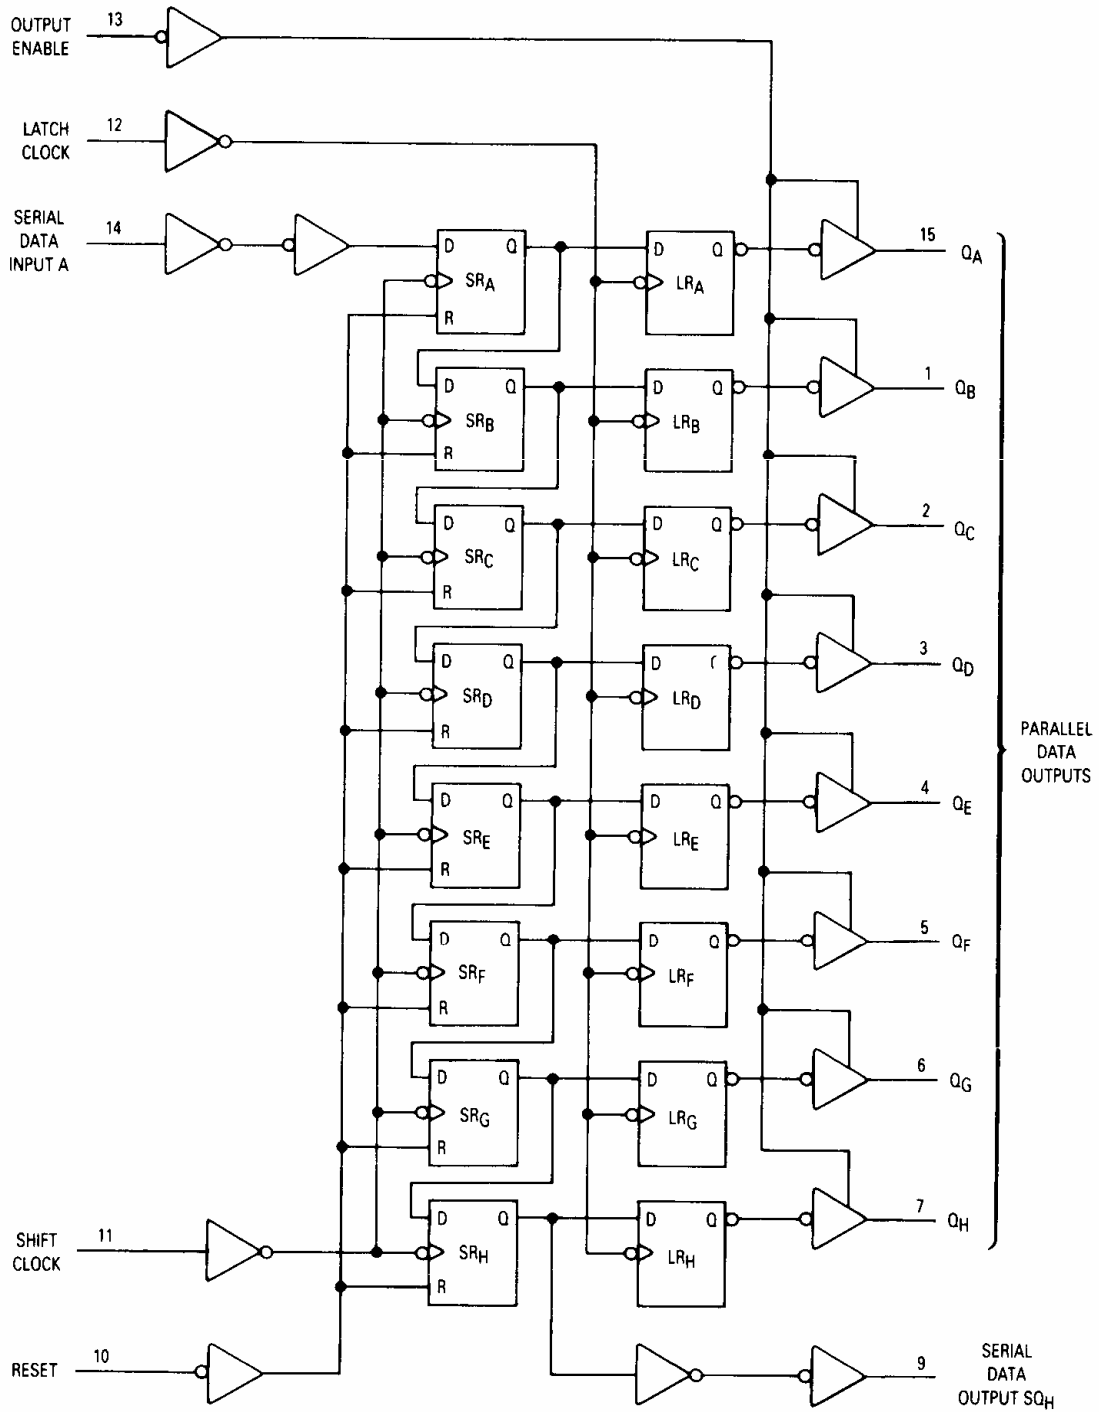 OUTPUT
ENABLE
13
LATCH
CLOCK
12
SERIAL
DATA
INPUT A
14
D Q
SRA
R
D Q
LRA
15
QA
D Q
SRB
R
D Q
LRB
1
QB
D Q
SRC
R
D Q
LRC
2
QC
D Q
SRD
R
D
LRD
3
QD
PARALLEL
DATA
OUTPUTS
D Q
SRE
R
D Q
LRE
4
QE
D Q
SRF
R
D Q
LRF
5
QF
D Q
SRG
R
D Q
LRG
6
QG
SHIFT
CLOCK
11
D Q
SRH
R
D Q
LRH
7
QH
RESET
10
9
SERIAL
DATA
OUTPUT SQH